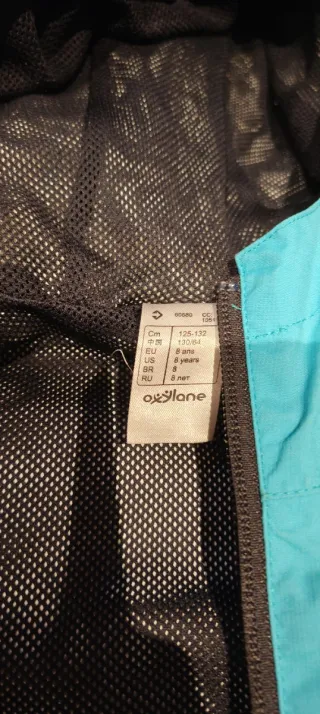 Cm 125-132
中国 130/64
EU 8 ans
US 8 years
BR 8
RU 8 лет
oxylane